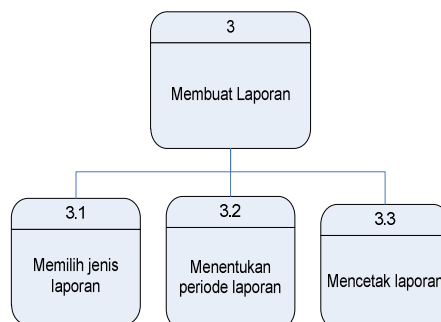 3
Membuat Laporan
3.1
Memilih jenis
laporan
3.2
Menentukan
periode laporan
3.3
Mencetak laporan